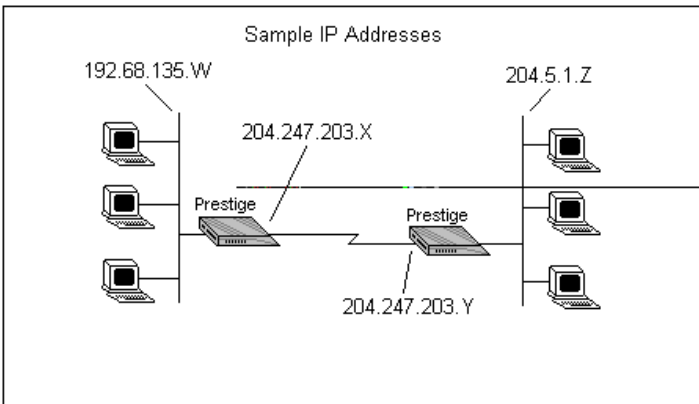 Sample IP Addresses
192.68.135.W
204.5.1.Z
204.247.203.X
Prestige
Prestige
204.247.203.Y